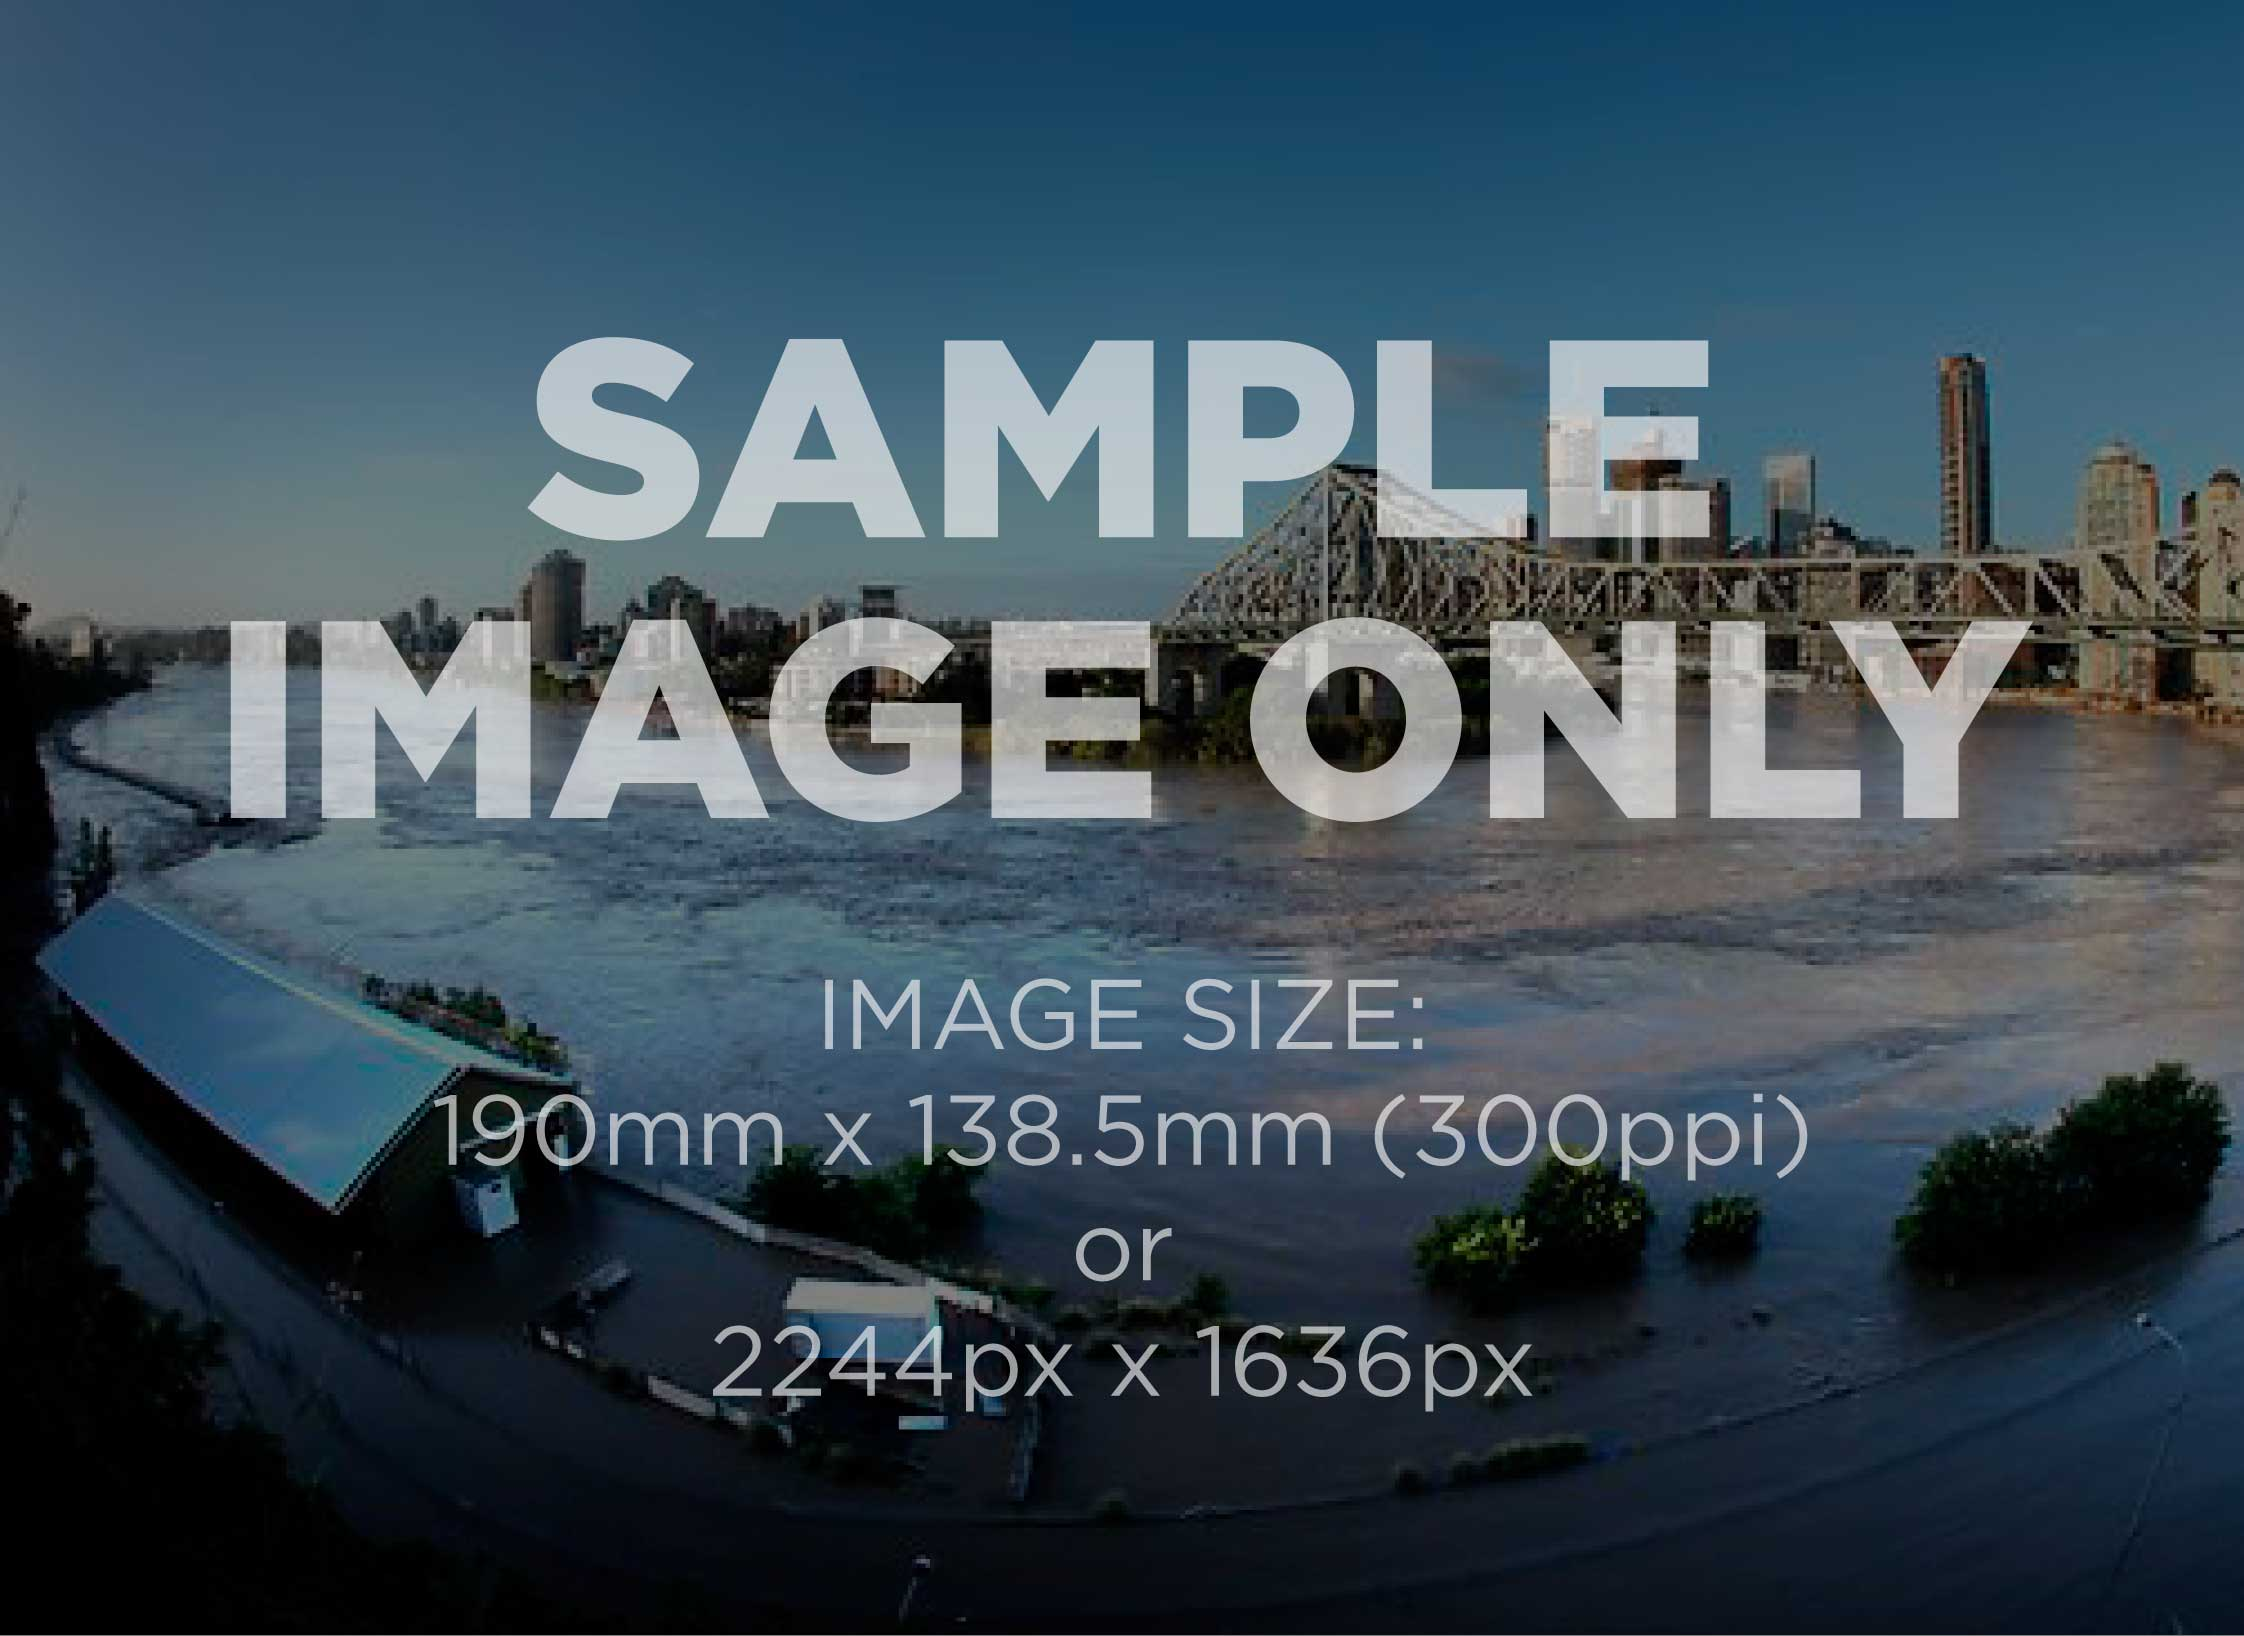 SAMPLE
IMAGE ONLY
IMAGE SIZE:
190mm x 138.5mm (300ppi)
or
2244px x 1636px